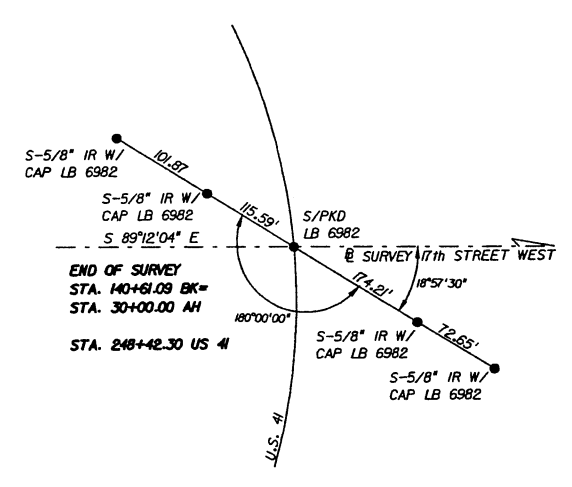 101.87
S-5/8" IR W/
CAP LB 6982
S-5/8" IR W/
CAP LB 6982
115.59'
S/PKD
LB 6982
S 89°12'04" E
℄ SURVEY 17th STREET WEST
END OF SURVEY
STA. 140+61.09 BK=
STA. 30+00.00 AH
STA. 248+42.30 US 41
174.21'
18°57'30"
180°00'00"
S-5/8" IR W/
CAP LB 6982
72.65'
S-5/8" IR W/
CAP LB 6982
U.S. 41